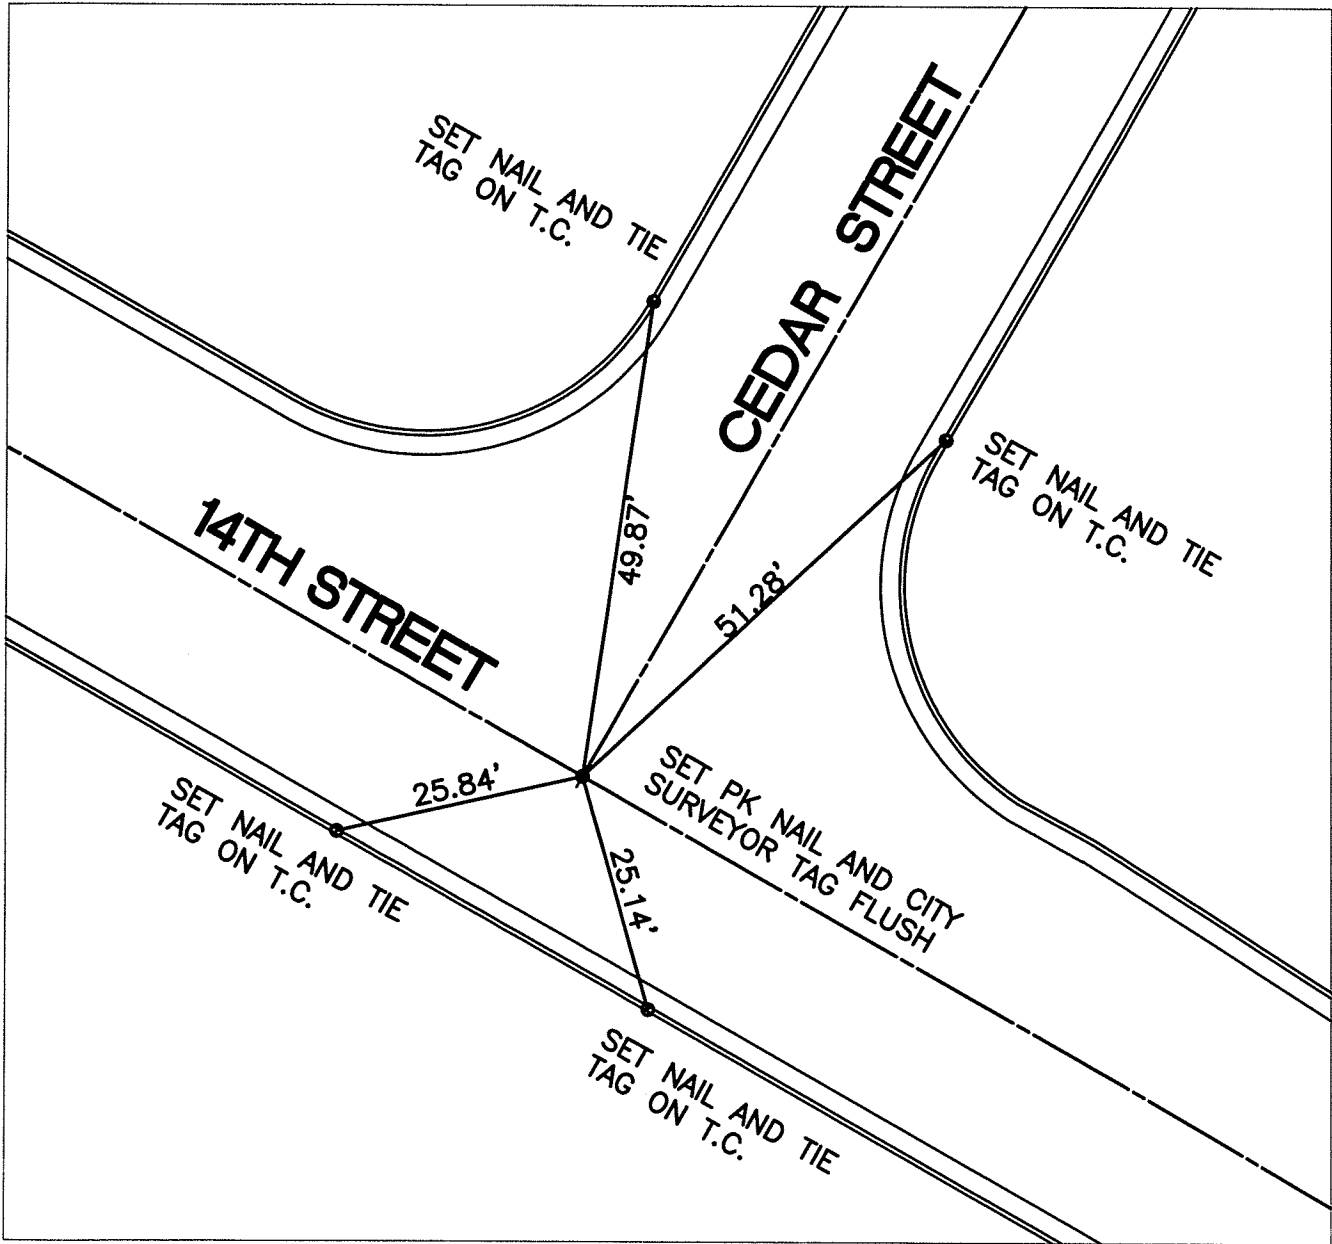 SET NAIL AND TIE
TAG ON T.C.
CEDAR STREET
SET NAIL AND TIE
TAG ON T.C.
14TH STREET
49.87'
51.28'
25.84'
25.14'
SET PK NAIL AND CITY
SURVEYOR TAG FLUSH
SET NAIL AND TIE
TAG ON T.C.
SET NAIL AND TIE
TAG ON T.C.